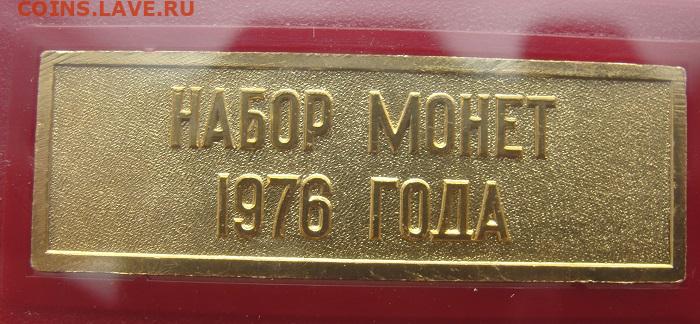 COINS.LAVE.RU
НАБОР МОНЕТ
1976 ГОДА